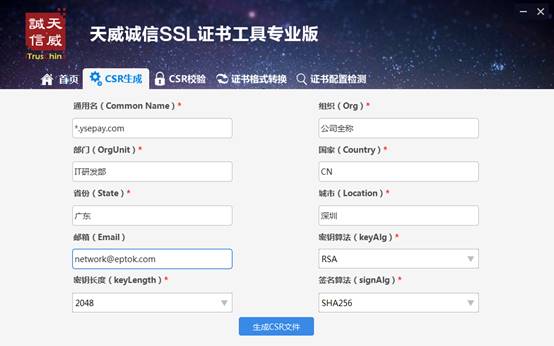 誠天
信威
TrusChin
天威诚信SSL证书工具专业版
首页 CSR生成 CSR校验 证书格式转换 证书配置检测
通用名（Common Name）* 组织（Org）*
*.ysepay.com 公司全称
部门（OrgUnit）* 国家（Country）*
IT研发部 CN
省份（State）* 城市（Location）*
广东 深圳
邮箱（Email） 密钥算法（keyAlg）*
network@eptok.com RSA
密钥长度（keyLength）* 签名算法（signAlg）*
2048 SHA256
生成CSR文件